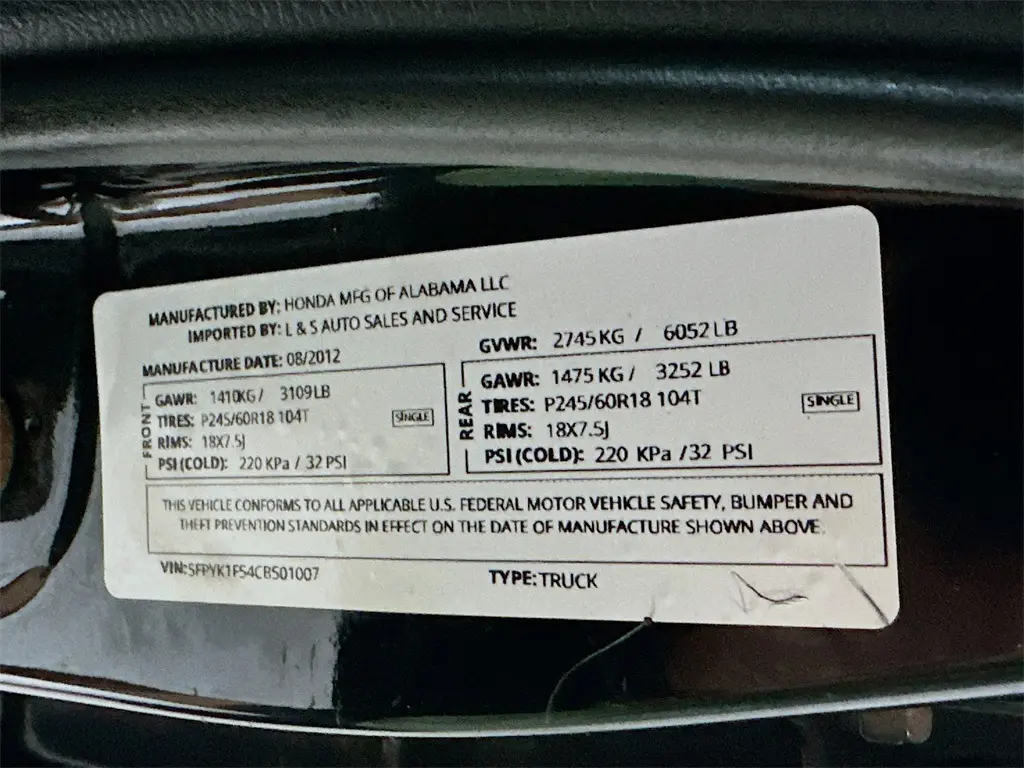 MANUFACTURED BY: HONDA MFG OF ALABAMA LLC
IMPORTED BY: L & S AUTO SALES AND SERVICE
MANUFACTURE DATE: 08/2012
GVWR: 2745 KG / 6052 LB
FRONT
GAWR: 1410KG / 3109 LB
TIRES: P245/60R18 104T
SINGLE
RIMS: 18X7.5J
PSI (COLD): 220 KPa / 32 PSI
REAR
GAWR: 1475 KG / 3252 LB
TIRES: P245/60R18 104T
SINGLE
RIMS: 18X7.5J
PSI (COLD): 220 KPa /32 PSI
THIS VEHICLE CONFORMS TO ALL APPLICABLE U.S. FEDERAL MOTOR VEHICLE SAFETY, BUMPER AND
THEFT PREVENTION STANDARDS IN EFFECT ON THE DATE OF MANUFACTURE SHOWN ABOVE.
VIN:5FPYK1F54CB501007
TYPE: TRUCK